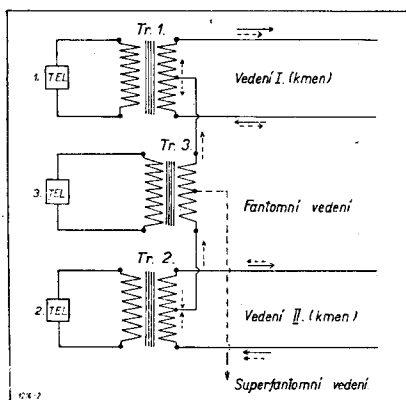 Tr. 1.
1. TEL
Vedení I. (kmen)
Tr. 3.
3. TEL
Fantomní vedení
Tr. 2.
2. TEL
Vedení II. (kmen)
Superfantomní vedení